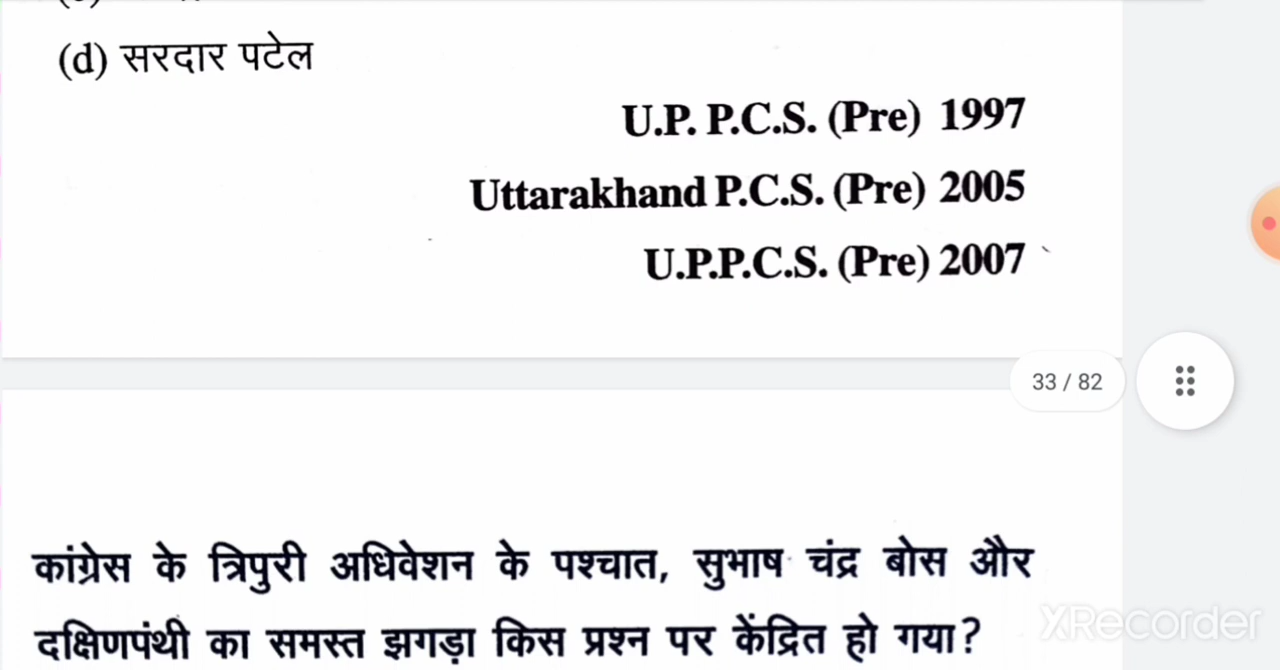 (d) सरदार पटेल
U.P. P.C.S. (Pre) 1997
Uttarakhand P.C.S. (Pre) 2005
U.P.P.C.S. (Pre) 2007
33 / 82
कांग्रेस के त्रिपुरी अधिवेशन के पश्चात, सुभाष चंद्र बोस और
दक्षिणपंथी का समस्त झगड़ा किस प्रश्न पर केंद्रित हो गया?
XRecorder